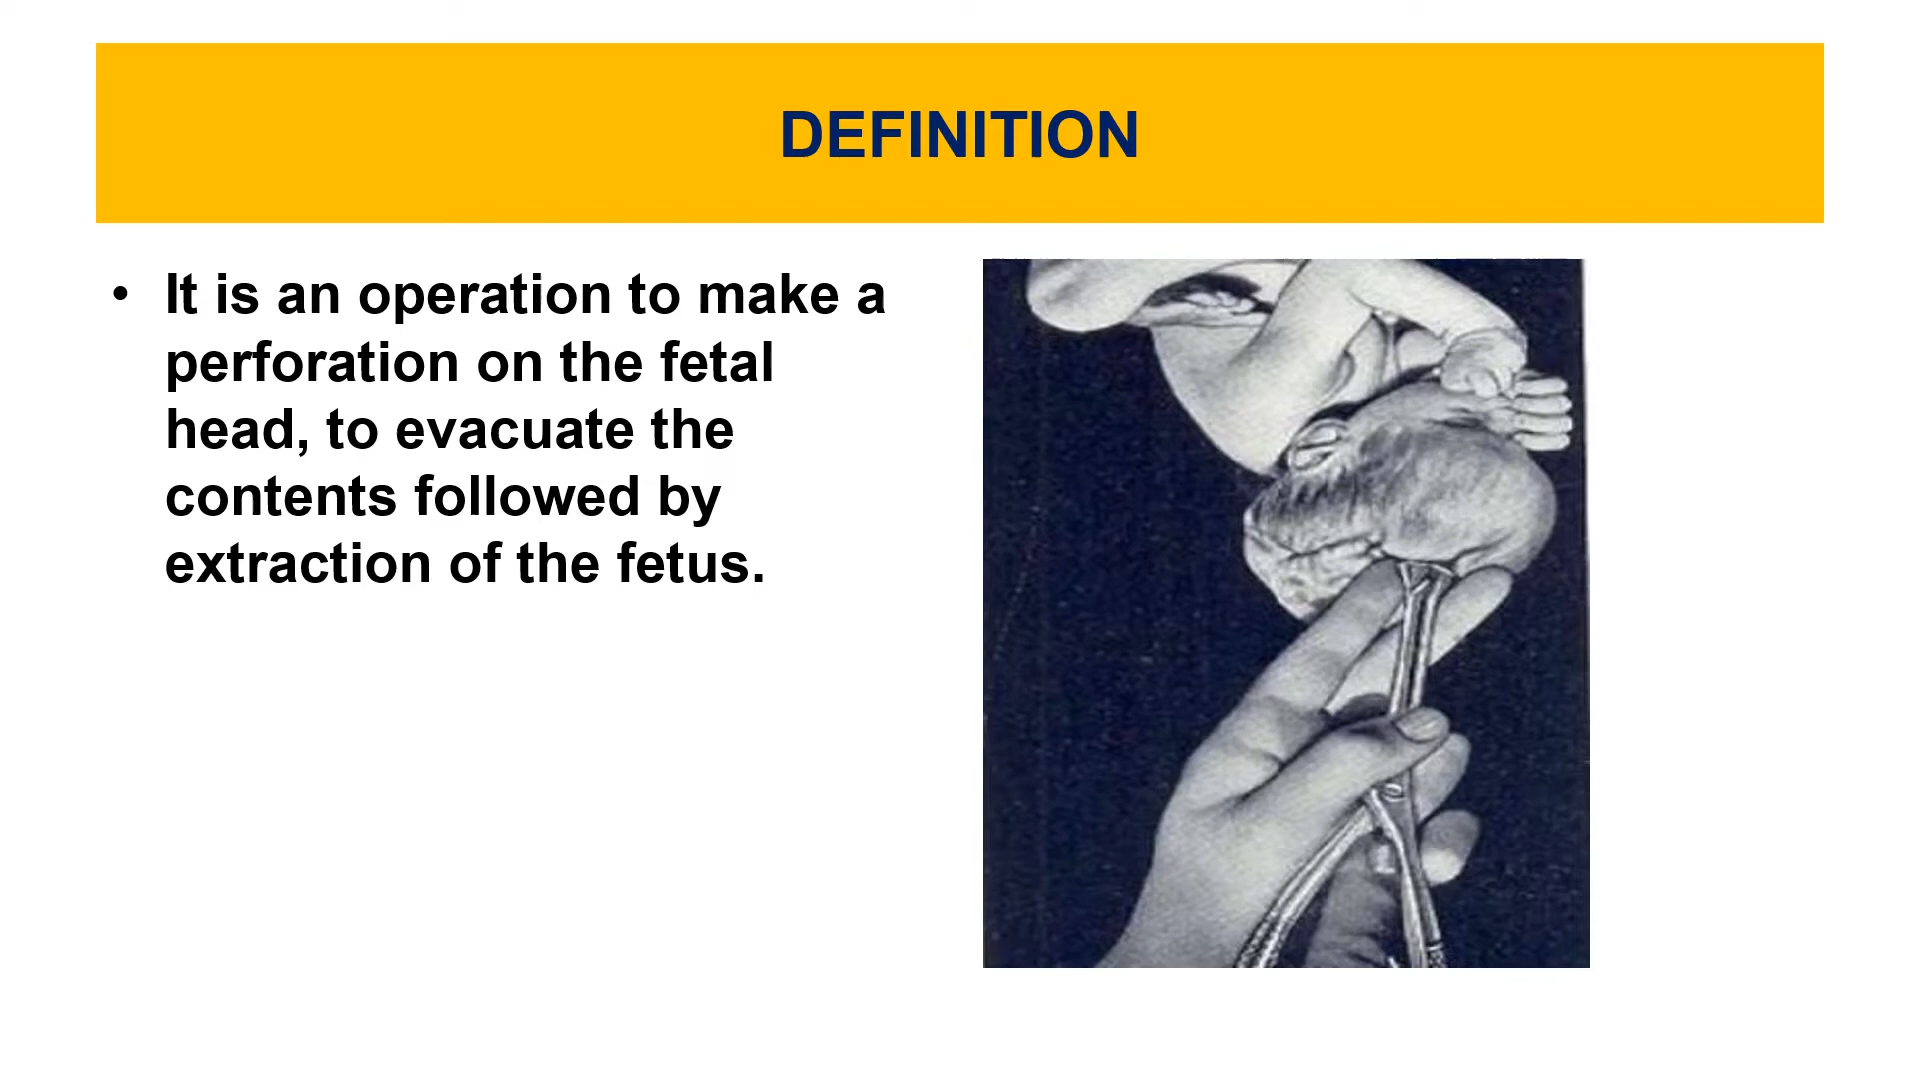 DEFINITION
• It is an operation to make a
perforation on the fetal
head, to evacuate the
contents followed by
extraction of the fetus.